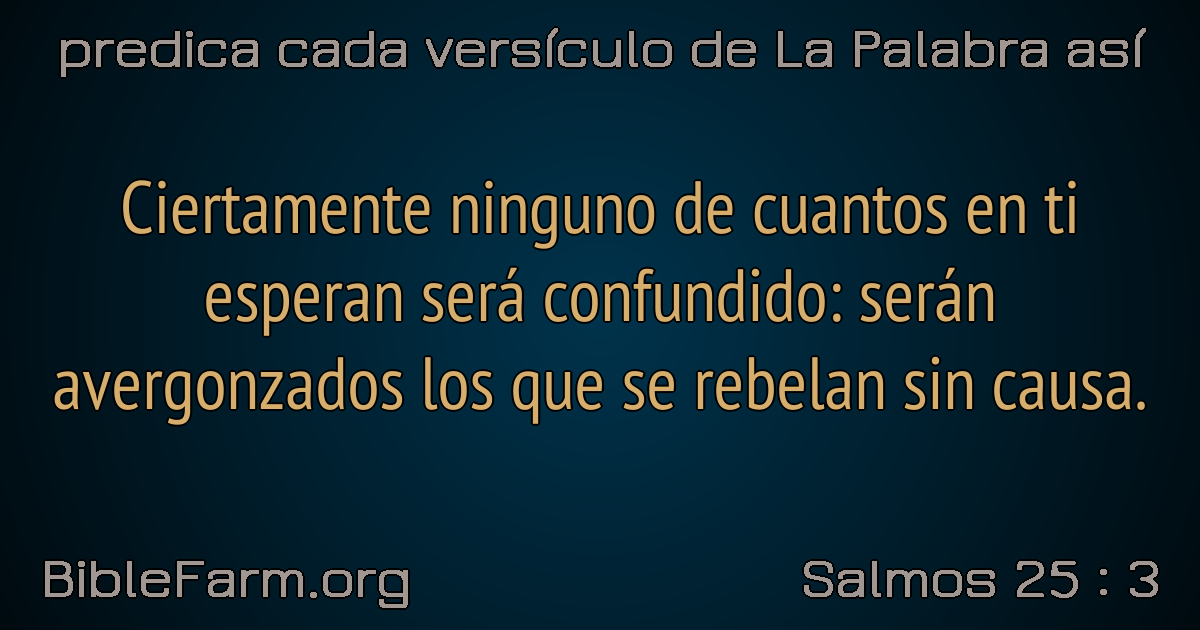 predica cada versículo de La Palabra así
Ciertamente ninguno de cuantos en ti
esperan será confundido: serán
avergonzados los que se rebelan sin causa.
BibleFarm.org
Salmos 25 : 3